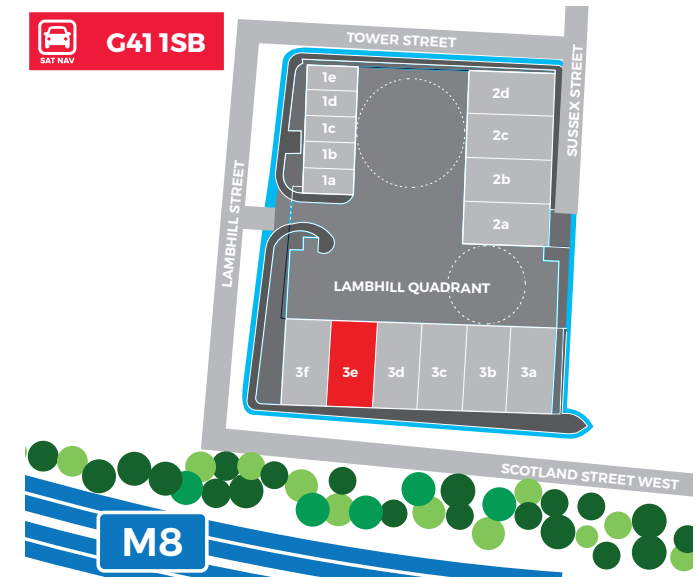 SAT NAV
G41 1SB
TOWER STREET
SUSSEX STREET
LAMBHILL STREET
1e
1d
1c
1b
1a
2d
2c
2b
2a
LAMBHILL QUADRANT
3f
3e
3d
3c
3b
3a
SCOTLAND STREET WEST
M8